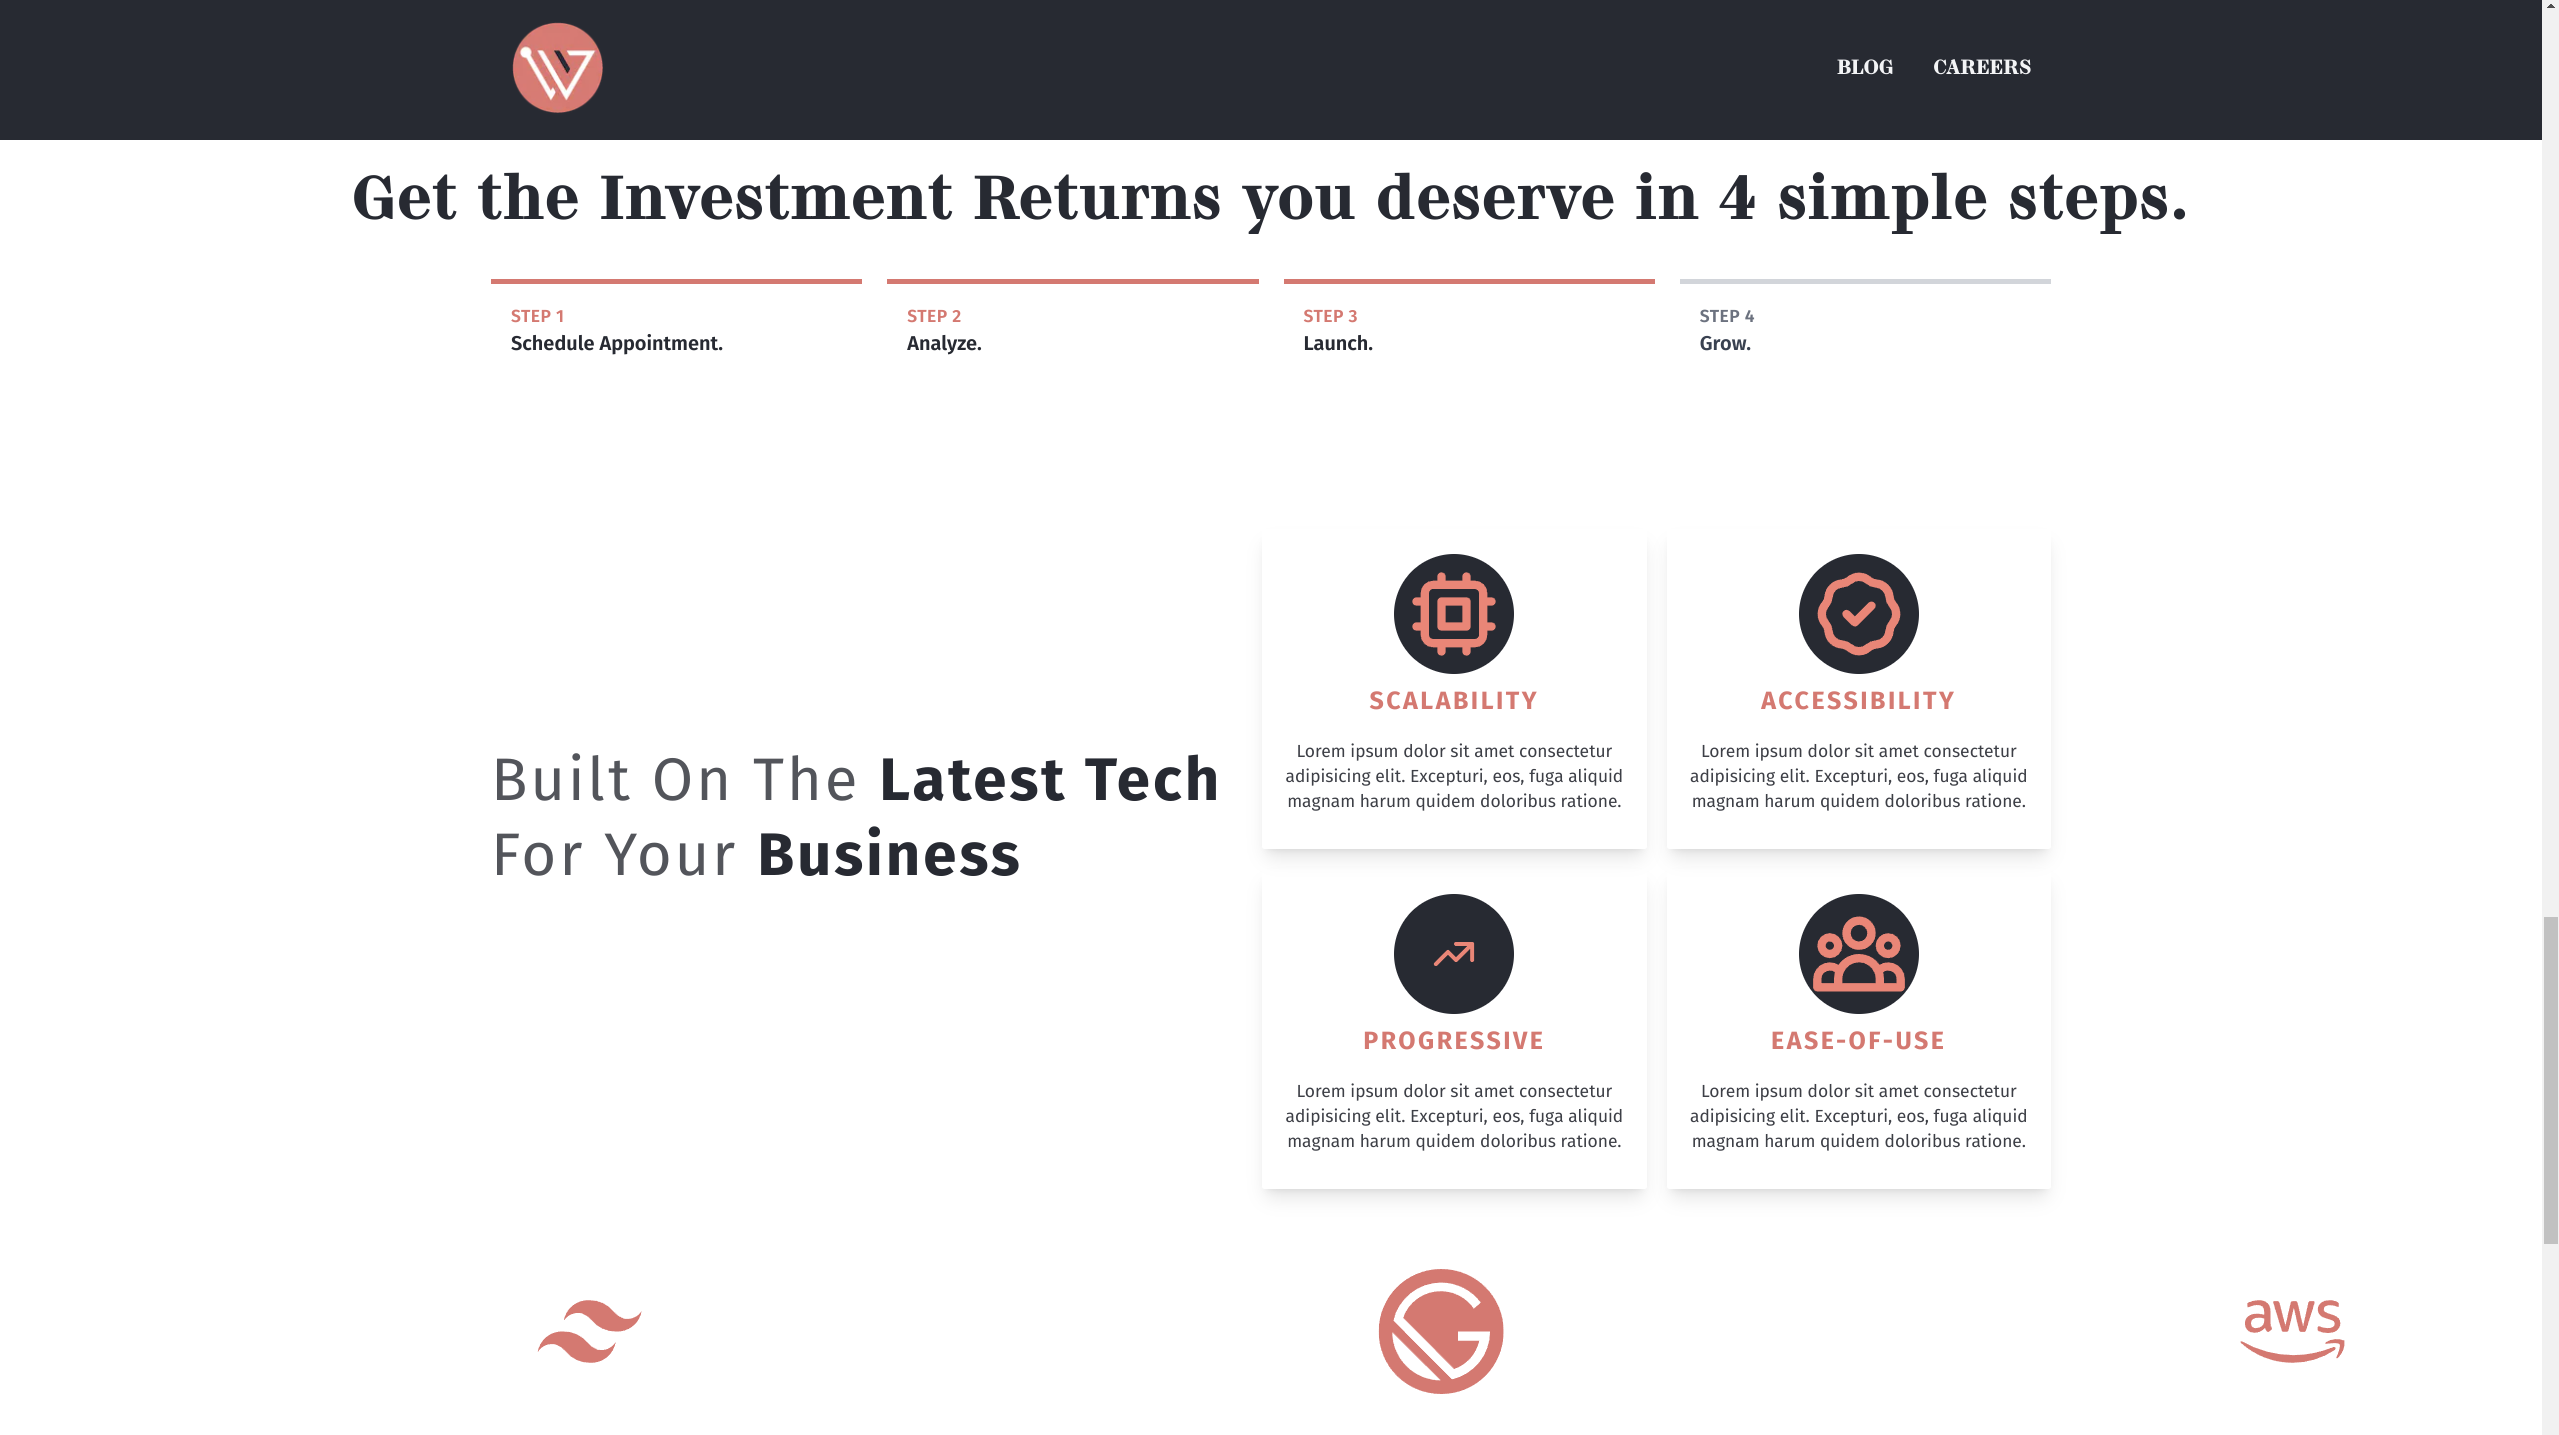 BLOG CAREERS
Get the Investment Returns you deserve in 4 simple steps.
STEP 1
Schedule Appointment.
STEP 2
Analyze.
STEP 3
Launch.
STEP 4
Grow.
Built On The Latest Tech
For Your Business
SCALABILITY
Lorem ipsum dolor sit amet consectetur
adipisicing elit. Excepturi, eos, fuga aliquid
magnam harum quidem doloribus ratione.
ACCESSIBILITY
Lorem ipsum dolor sit amet consectetur
adipisicing elit. Excepturi, eos, fuga aliquid
magnam harum quidem doloribus ratione.
PROGRESSIVE
Lorem ipsum dolor sit amet consectetur
adipisicing elit. Excepturi, eos, fuga aliquid
magnam harum quidem doloribus ratione.
EASE-OF-USE
Lorem ipsum dolor sit amet consectetur
adipisicing elit. Excepturi, eos, fuga aliquid
magnam harum quidem doloribus ratione.
aws